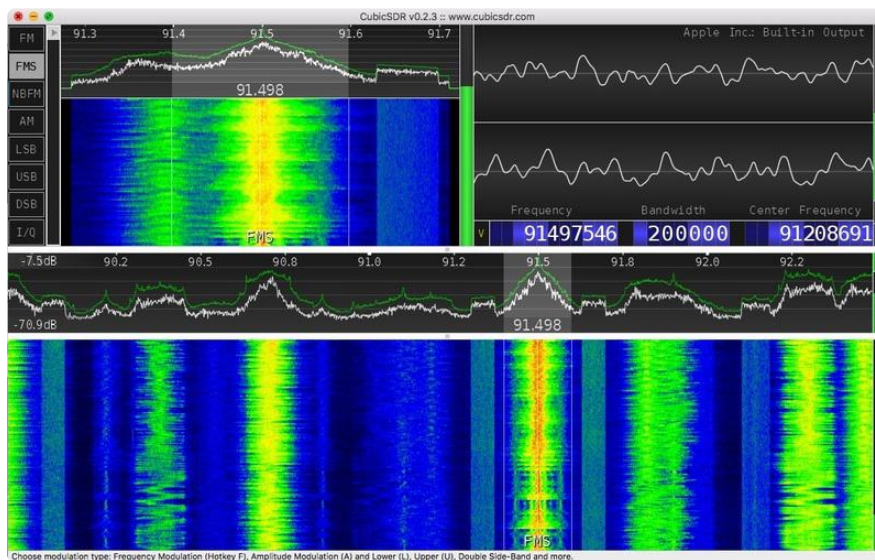 CubicSDR v0.2.3 :: www.cubicsdr.com
FM
FMS
NBFM
AM
LSB
USB
DSB
I/Q
91.3 91.4 91.5 91.6 91.7
91.498
FMS
Apple Inc.: Built-in Output
Frequency Bandwidth Center Frequency
V 91497546 200000 91208691
-7.5dB 90.2 90.5 90.8 91.0 91.2 91.5 91.8 92.0 92.2
-70.9dB 91.498
FMS
Choose modulation type: Frequency Modulation (Hotkey F), Amplitude Modulation (A) and Lower (L), Upper (U), Double Side-Band and more.